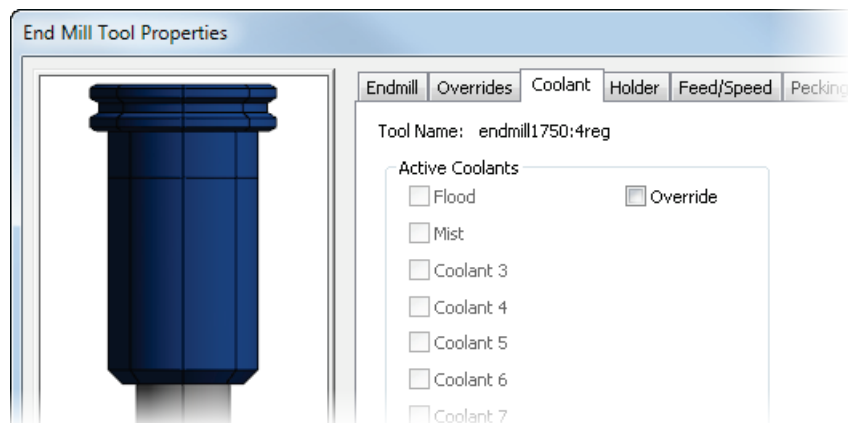 End Mill Tool Properties
Endmill Overrides Coolant Holder Feed/Speed Pecking
Tool Name: endmill1750:4reg
Active Coolants
Flood Override
Mist
Coolant 3
Coolant 4
Coolant 5
Coolant 6
Coolant 7